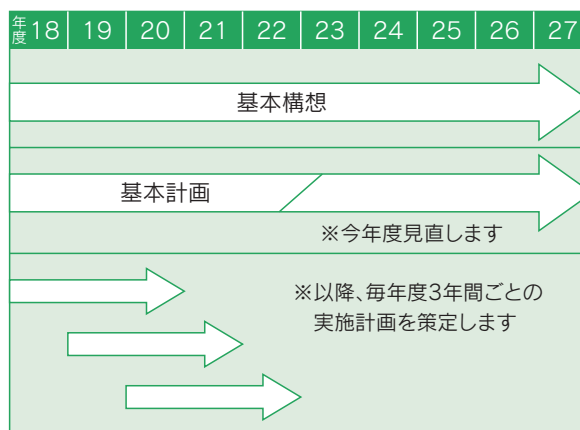 年度 18 19 20 21 22 23 24 25 26 27
基本構想
基本計画
※今年度見直します
※以降、毎年度3年間ごとの
実施計画を策定します